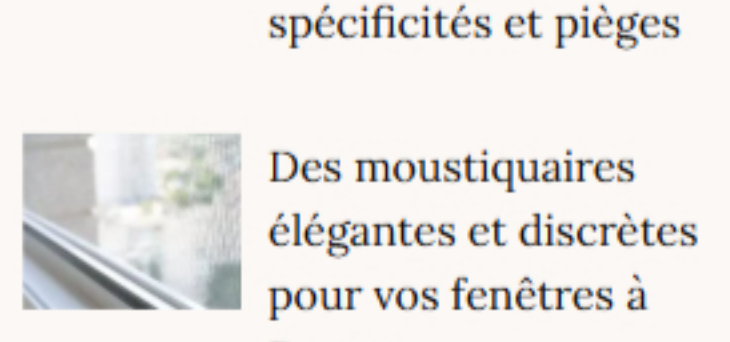 spécificités et pièges
Des moustiquaires
élégantes et discrètes
pour vos fenêtres à